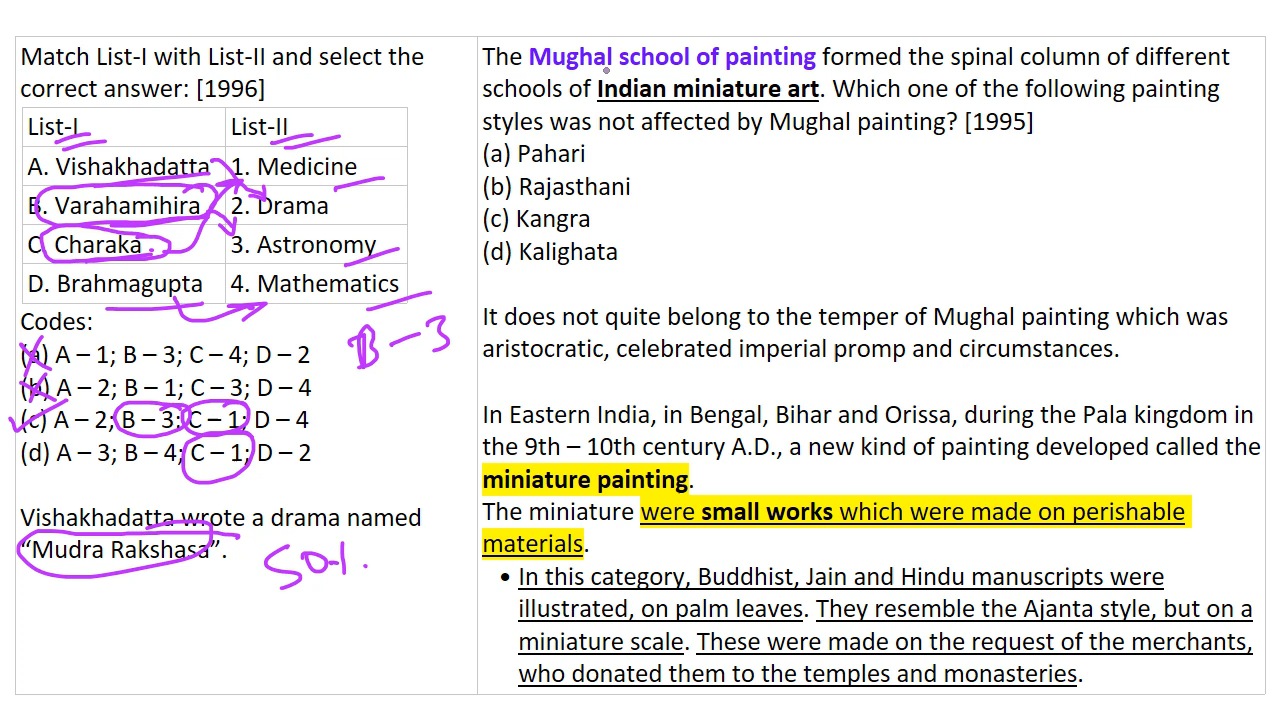 Match List-I with List-II and select the
correct answer: [1996]
List-I List-II
A. Vishakhadatta 1. Medicine
B. Varahamihira 2. Drama
C. Charaka 3. Astronomy
D. Brahmagupta 4. Mathematics
Codes:
B – 3
(a) A – 1; B – 3; C – 4; D – 2
(b) A – 2; B – 1; C – 3; D – 4
(c) A – 2; B – 3; C – 1; D – 4
(d) A – 3; B – 4; C – 1; D – 2
Vishakhadatta wrote a drama named
“Mudra Rakshasa”.
The Mughal school of painting formed the spinal column of different
schools of Indian miniature art. Which one of the following painting
styles was not affected by Mughal painting? [1995]
(a) Pahari
(b) Rajasthani
(c) Kangra
(d) Kalighata
It does not quite belong to the temper of Mughal painting which was
aristocratic, celebrated imperial promp and circumstances.
In Eastern India, in Bengal, Bihar and Orissa, during the Pala kingdom in
the 9th – 10th century A.D., a new kind of painting developed called the
miniature painting.
The miniature were small works which were made on perishable
materials.
• In this category, Buddhist, Jain and Hindu manuscripts were
illustrated, on palm leaves. They resemble the Ajanta style, but on a
miniature scale. These were made on the request of the merchants,
who donated them to the temples and monasteries.